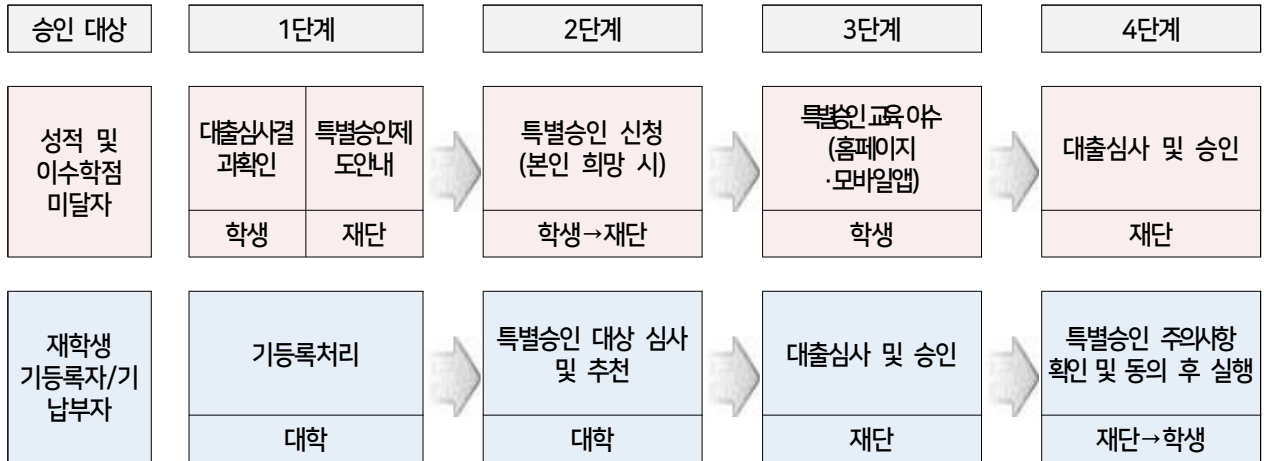 승인 대상
1단계
2단계
3단계
4단계
성적 및
이수학점
미달자
대출심사결
과확인
학생
특별승인제
도안내
재단
특별승인 신청
(본인 희망 시)
학생→재단
특별승인 교육 이수
(홈페이지
·모바일앱)
학생
대출심사 및 승인
재단
재학생
기등록자/기
납부자
기등록처리
대학
특별승인 대상 심사
및 추천
대학
대출심사 및 승인
재단
특별승인 주의사항
확인 및 동의 후 실행
재단→학생